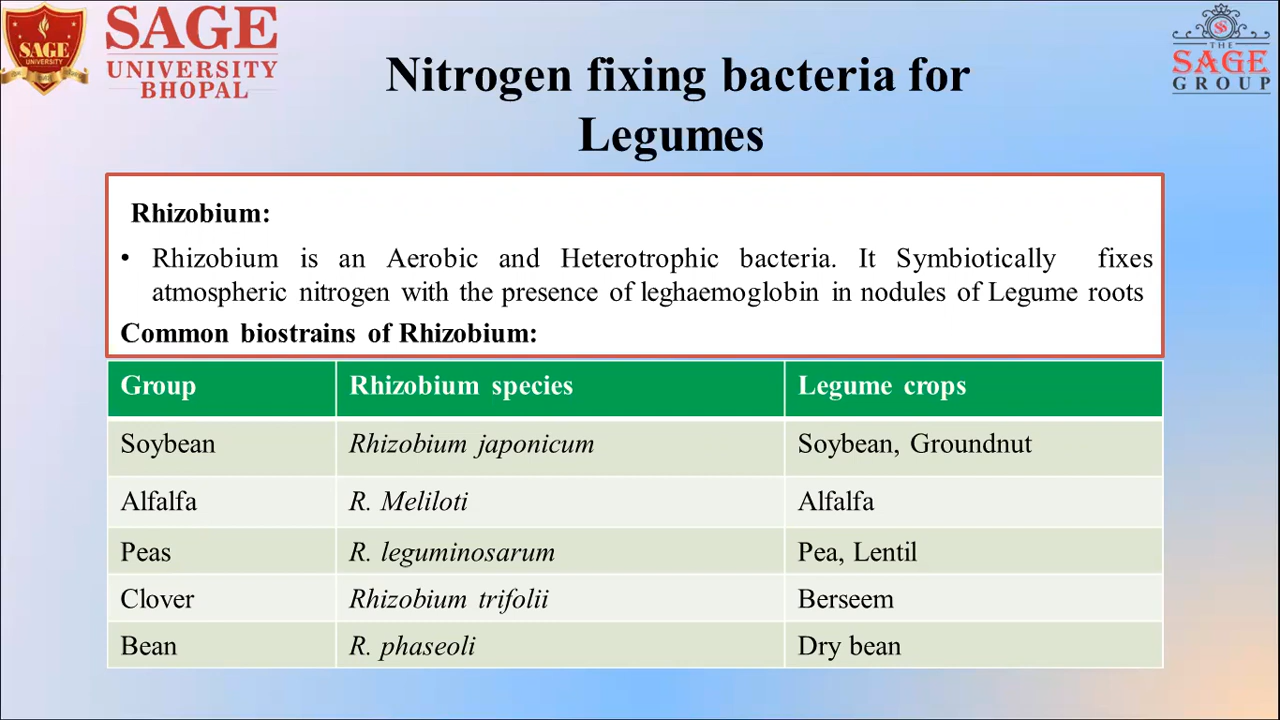 SAGE
UNIVERSITY
SAGE
UNIVERSITY
BHOPAL
THE
SAGE
GROUP
Nitrogen fixing bacteria for
Legumes
Rhizobium:
• Rhizobium is an Aerobic and Heterotrophic bacteria. It Symbiotically fixes
atmospheric nitrogen with the presence of leghaemoglobin in nodules of Legume roots
Common biostrains of Rhizobium:
Group Rhizobium species Legume crops
Soybean Rhizobium japonicum Soybean, Groundnut
Alfalfa R. Meliloti Alfalfa
Peas R. leguminosarum Pea, Lentil
Clover Rhizobium trifolii Berseem
Bean R. phaseoli Dry bean